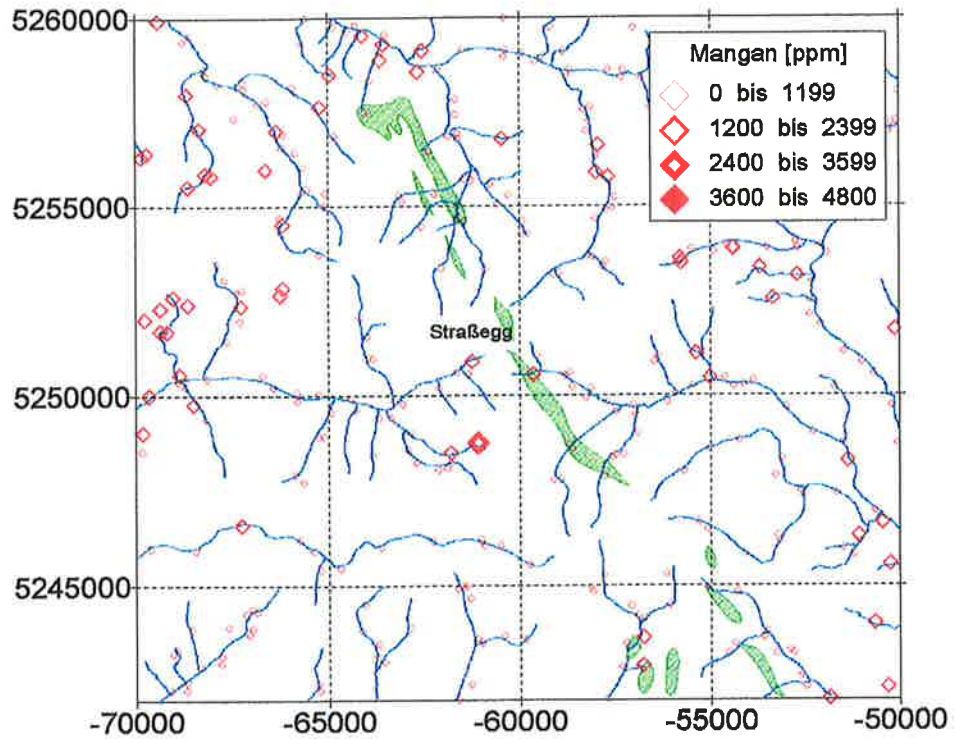 5260000
Mangan [ppm]
0 bis 1199
1200 bis 2399
2400 bis 3599
3600 bis 4800
5255000
Straßegg
5250000
5245000
-70000 -65000 -60000 -55000 -50000